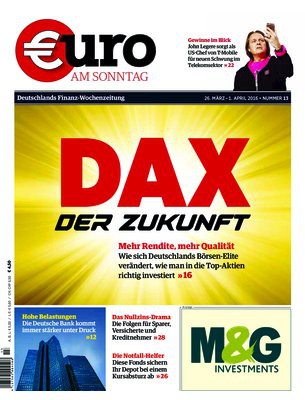 €uro
AM SONNTAG
Gewinne im Blick
John Legere sorgt als
US-Chef von T-Mobile
für neuen Schwung im
Telekomsektor »22
Deutschlands Finanz-Wochenzeitung
26. MÄRZ – 1. APRIL 2016 • NUMMER 13
DAX
DER ZUKUNFT
Mehr Rendite, mehr Qualität
Wie sich Deutschlands Börsen-Elite
verändert, wie man in die Top-Aktien
richtig investiert »16
€ 4,50
Hohe Belastungen
Die Deutsche Bank kommt
immer stärker unter Druck
»12
Das Nullzins-Drama
Die Folgen für Sparer,
Versicherte und
Kreditnehmer »28
Die Notfall-Helfer
Diese Fonds sichern
Ihr Depot bei einem
Kursabsturz ab »26
Anzeige
M&G
INVESTMENTS